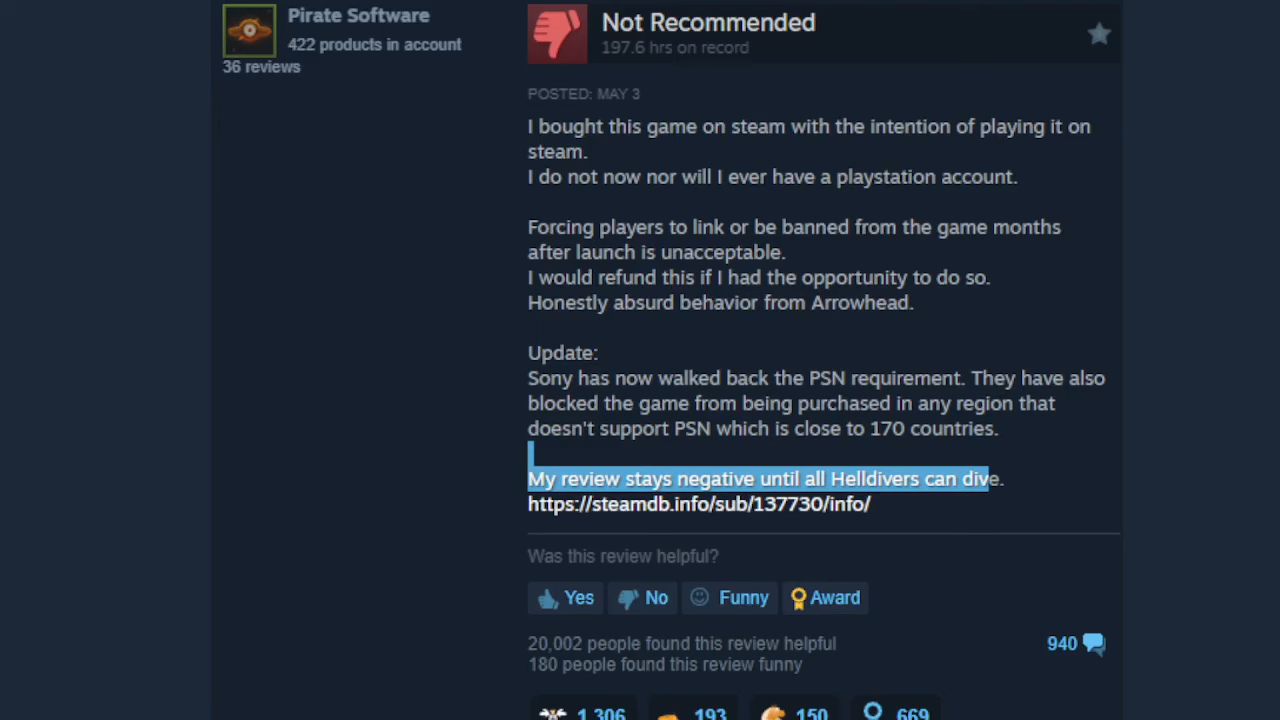 Pirate Software
422 products in account
36 reviews
Not Recommended
197.6 hrs on record
POSTED: MAY 3
I bought this game on steam with the intention of playing it on
steam.
I do not now nor will I ever have a playstation account.
Forcing players to link or be banned from the game months
after launch is unacceptable.
I would refund this if I had the opportunity to do so.
Honestly absurd behavior from Arrowhead.
Update:
Sony has now walked back the PSN requirement. They have also
blocked the game from being purchased in any region that
doesn't support PSN which is close to 170 countries.
My review stays negative until all Helldivers can dive.
https://steamdb.info/sub/137730/info/
Was this review helpful?
Yes No Funny Award
20,002 people found this review helpful 940
180 people found this review funny
1,306 193 150 669